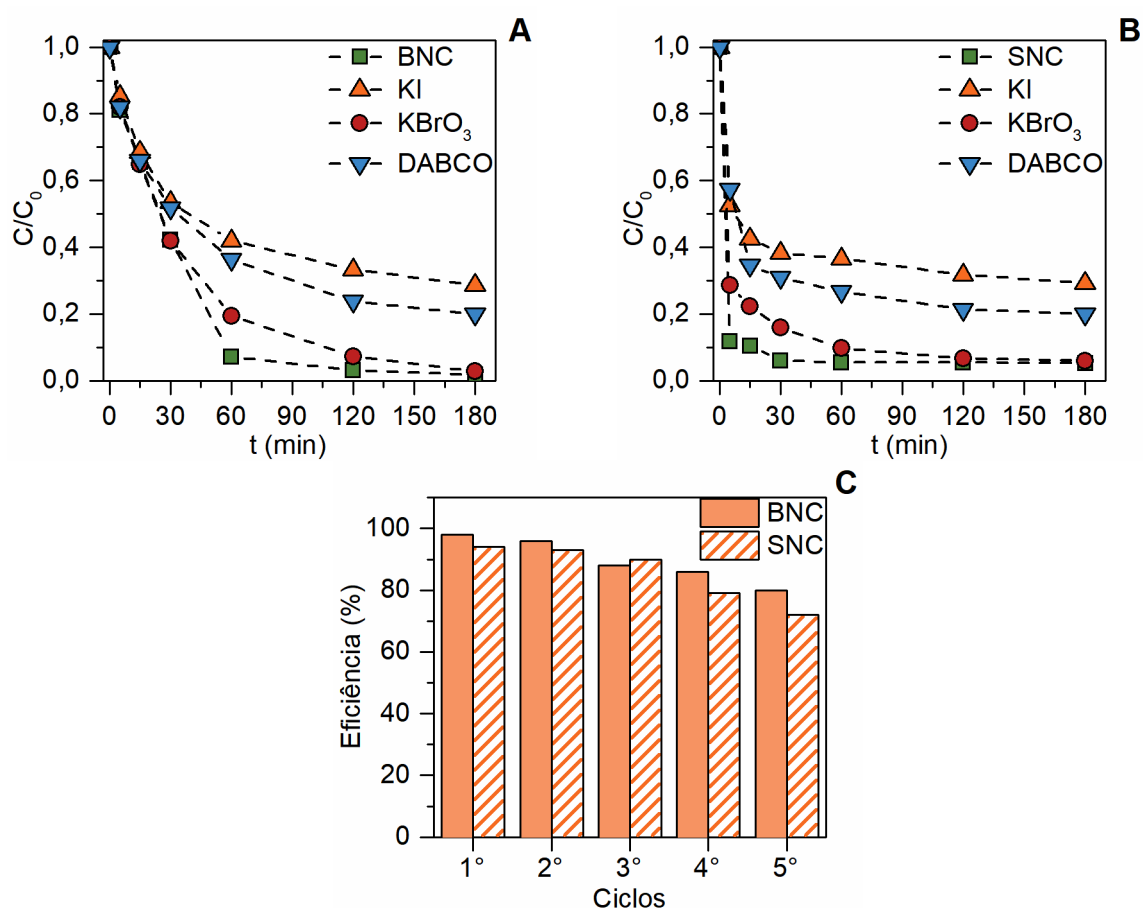 A
BNC
KI
KBrO3
DABCO
1,0
0,8
0,6
0,4
0,2
0,0
C/C0
0 30 60 90 120 150 180
t (min)
B
SNC
KI
KBrO3
DABCO
1,0
0,8
0,6
0,4
0,2
0,0
C/C0
0 30 60 90 120 150 180
t (min)
C
BNC
SNC
100
80
60
40
20
0
Eficiência (%)
1° 2° 3° 4° 5°
Ciclos